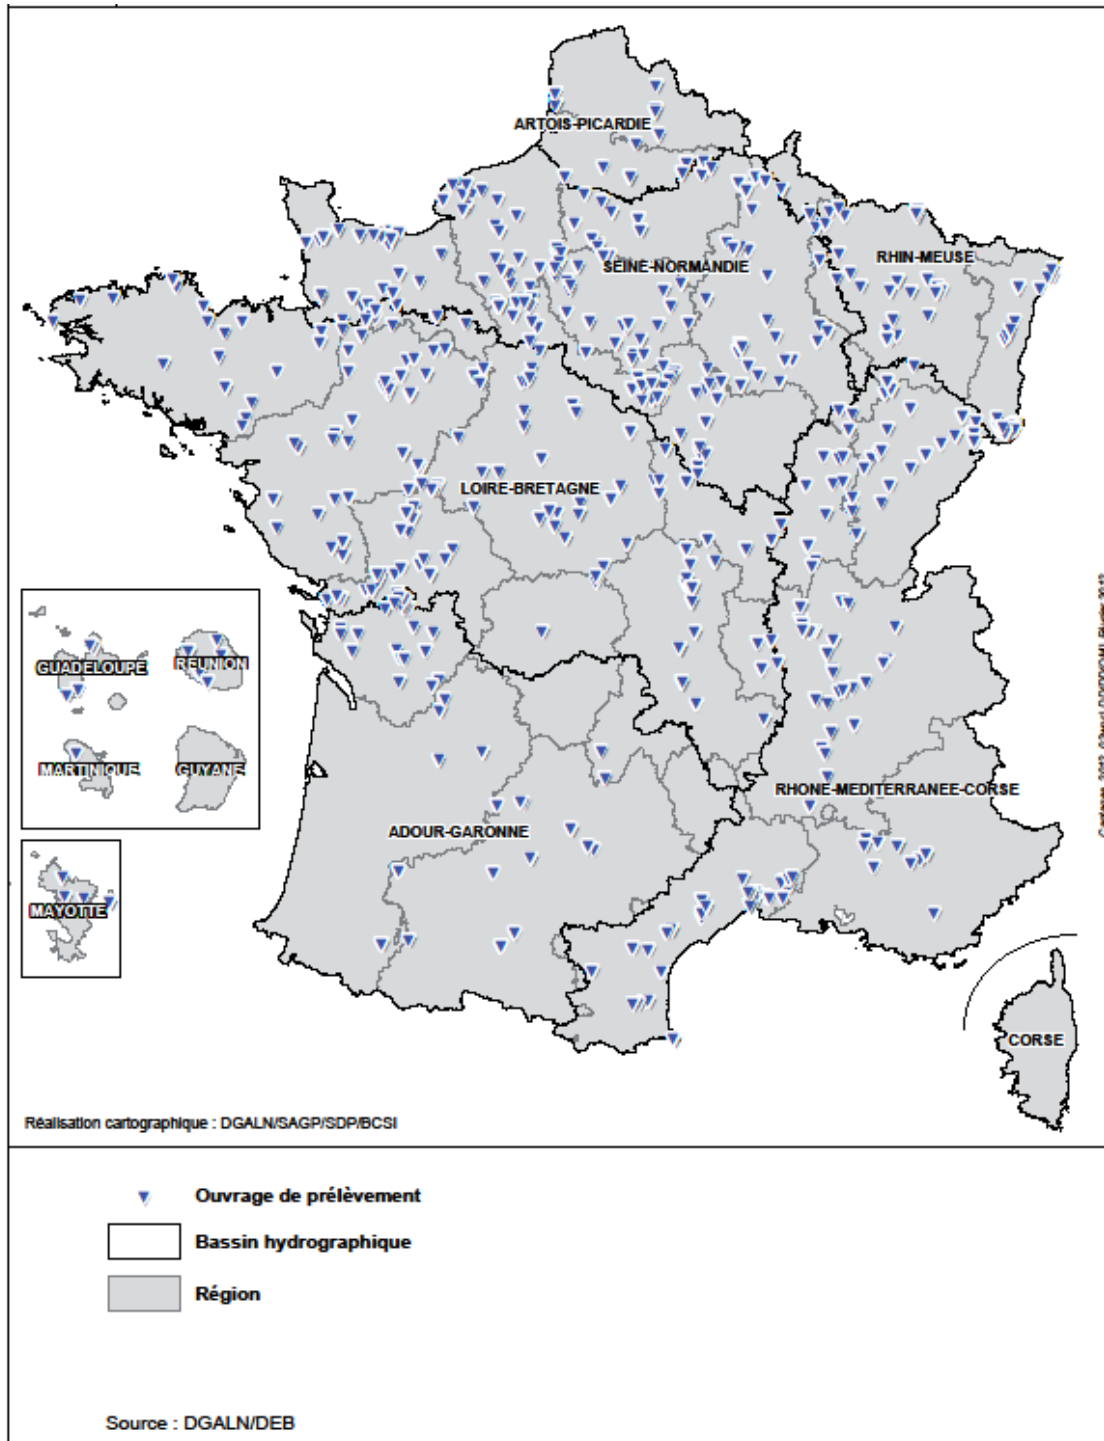 ARTOIS-PICARDIE
RHIN-MEUSE
SEINE-NORMANDIE
LOIRE-BRETAGNE
GUADELOUPE
REUNION
MARTINIQUE
GUYANE
RHONE-MEDITERRANEE-CORSE
ADOUR-GARONNE
MAYOTTE
CORSE
Réalisation cartographique : DGALN/SAGP/SDP/BCSI
Ouvrage de prélèvement
Bassin hydrographique
Région
Source : DGALN/DEB